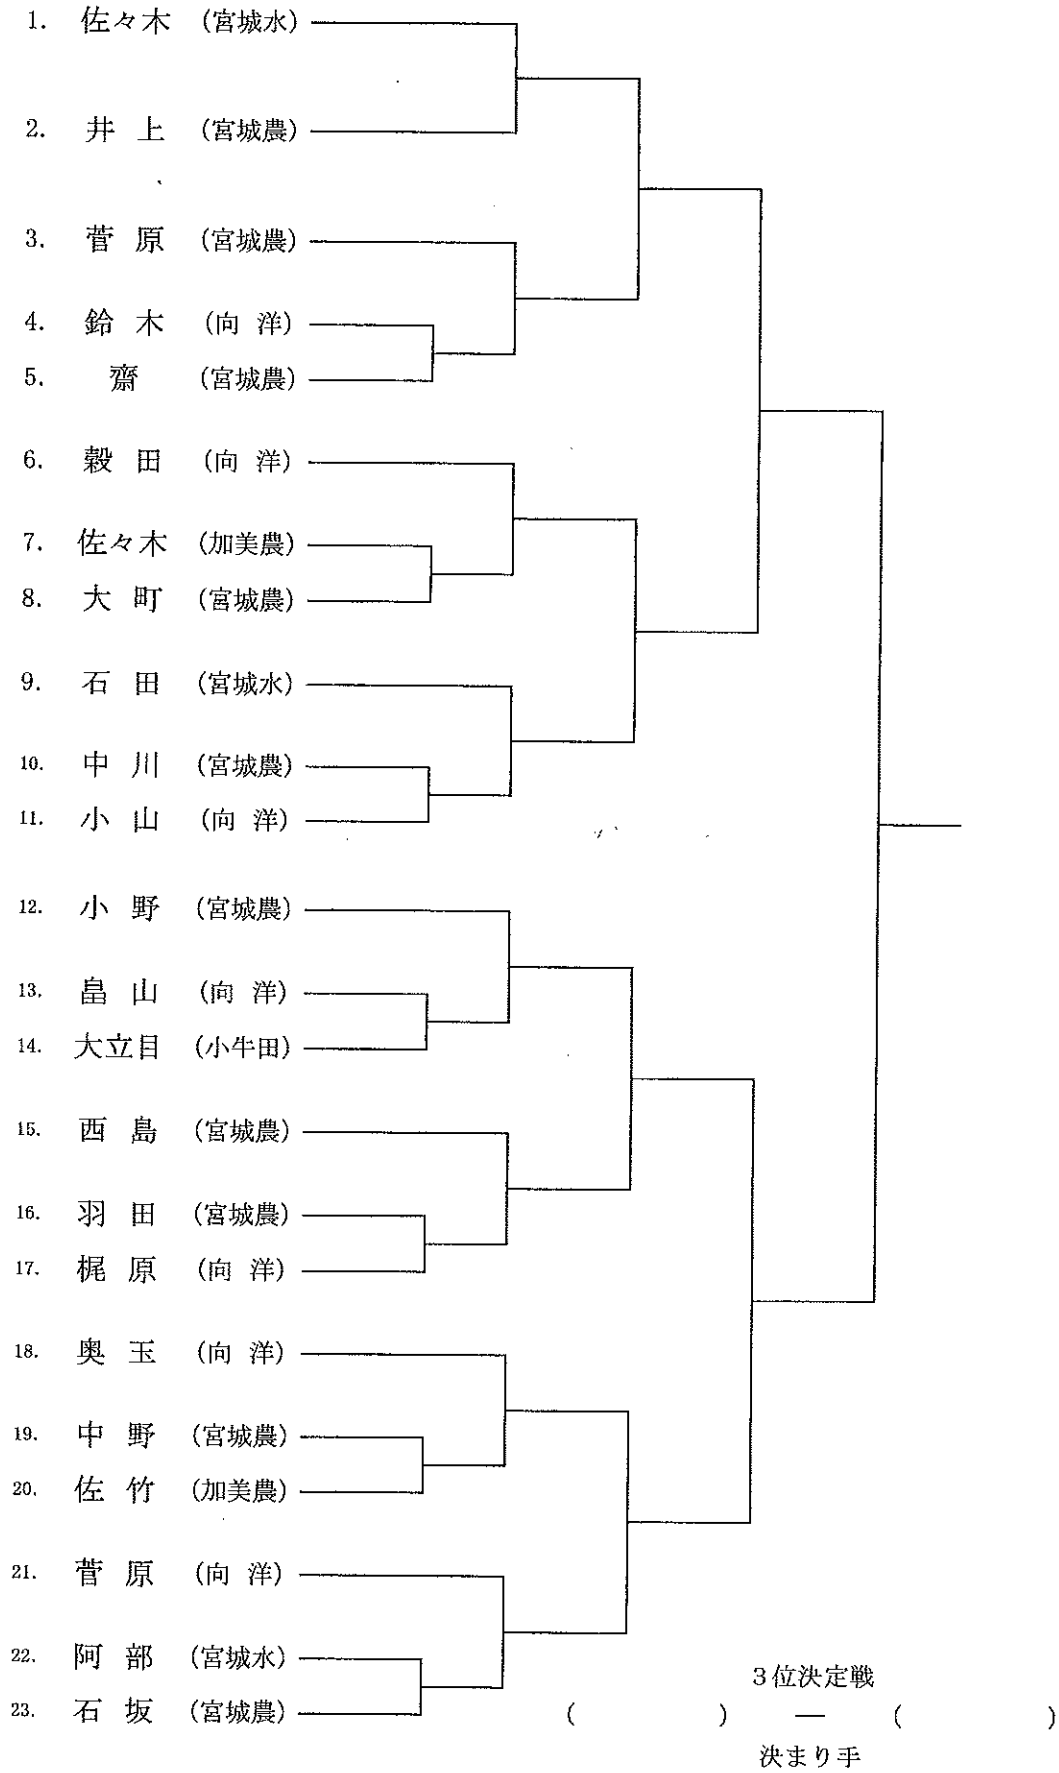 1. 佐々木 (宮城水)
2. 井上 (宮城農)
3. 菅原 (宮城農)
4. 鈴木 (向洋)
5. 齋 (宮城農)
6. 穀田 (向洋)
7. 佐々木 (加美農)
8. 大町 (宮城農)
9. 石田 (宮城水)
10. 中川 (宮城農)
11. 小山 (向洋)
12. 小野 (宮城農)
13. 畠山 (向洋)
14. 大立目 (小牛田)
15. 西島 (宮城農)
16. 羽田 (宮城農)
17. 梶原 (向洋)
18. 奥玉 (向洋)
19. 中野 (宮城農)
20. 佐竹 (加美農)
21. 菅原 (向洋)
22. 阿部 (宮城水)
23. 石坂 (宮城農)
3位決定戦
( ) — ( )
決まり手